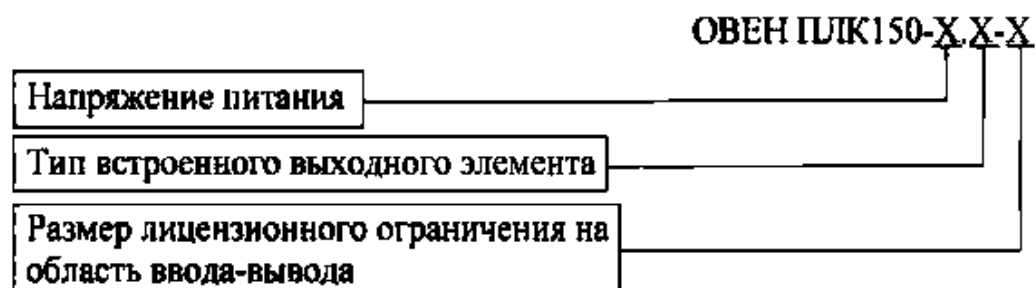 ОВЕН ПЛК150-Х.Х-Х
Напряжение питания
Тип встроенного выходного элемента
Размер лицензионного ограничения на
область ввода-вывода